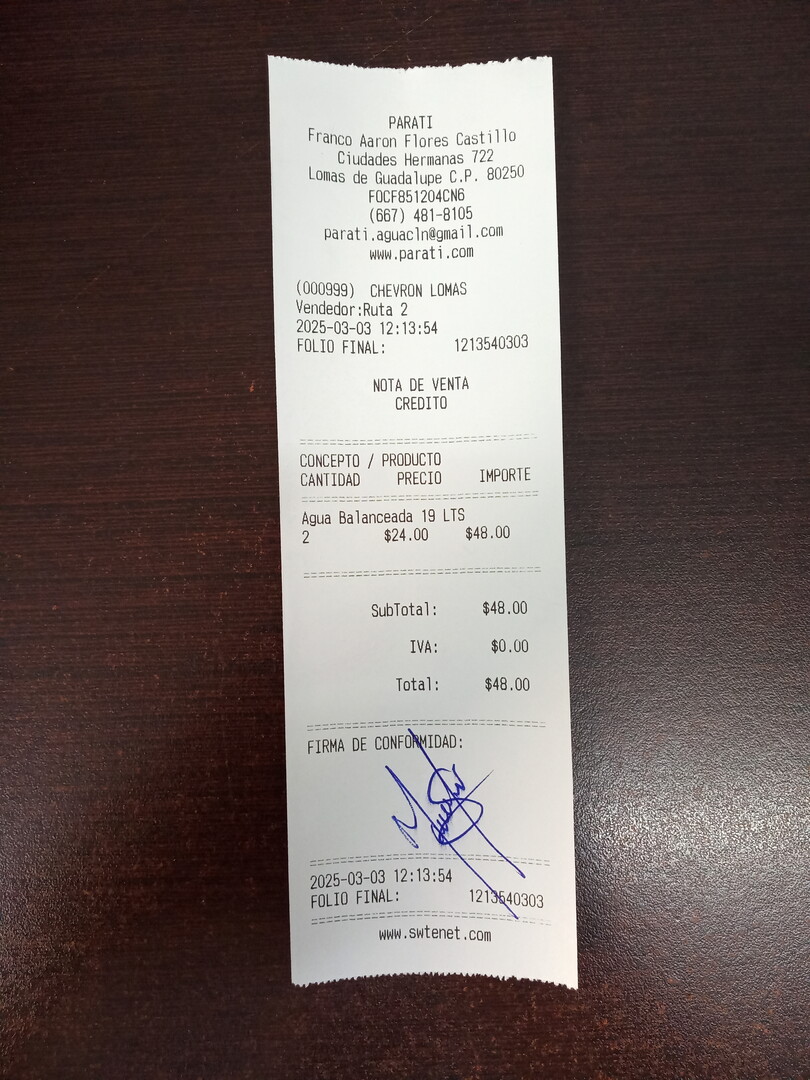 PARATI
Franco Aaron Flores Castillo
Ciudades Hermanas 722
Lomas de Guadalupe C.P. 80250
FOCF851204CN6
(667) 481-8105
parati.aguacln@gmail.com
www.parati.com
(000999) CHEVRON LOMAS
Vendedor:Ruta 2
2025-03-03 12:13:54
FOLIO FINAL: 1213540303
NOTA DE VENTA
CREDITO
CONCEPTO / PRODUCTO
CANTIDAD PRECIO IMPORTE
Agua Balanceada 19 LTS
2 $24.00 $48.00
SubTotal: $48.00
IVA: $0.00
Total: $48.00
FIRMA DE CONFORMIDAD:
2025-03-03 12:13:54
FOLIO FINAL: 1213540303
www.swtenet.com